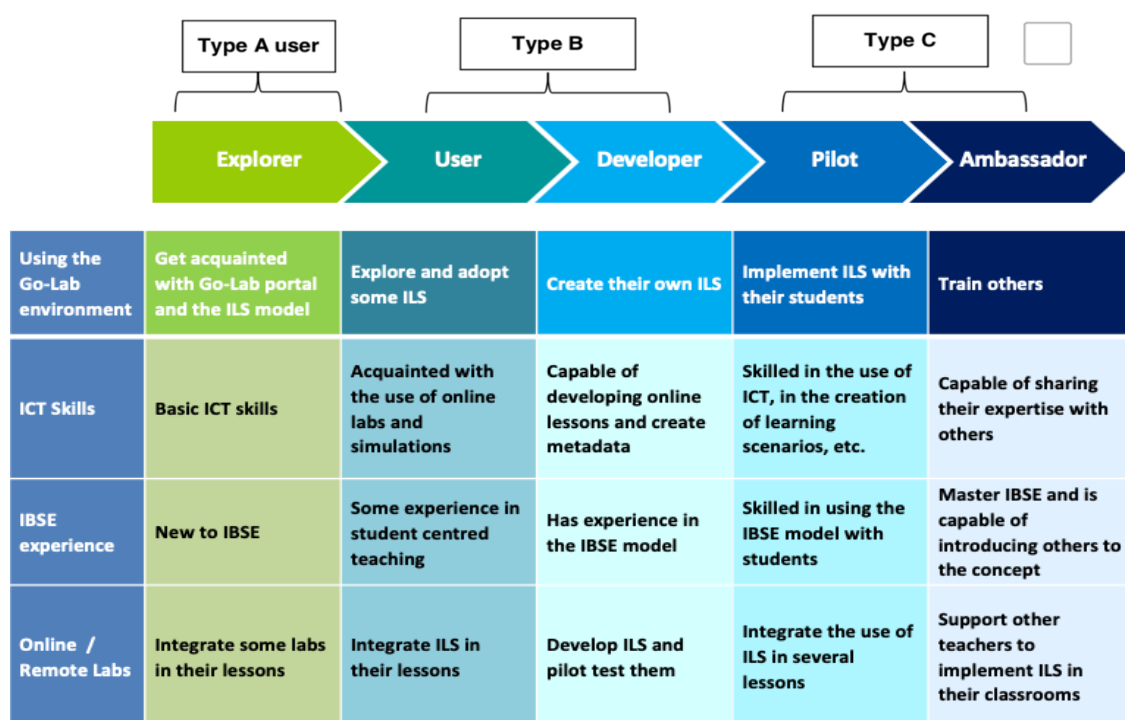 Type A user
Type B
Type C
Explorer
User
Developer
Pilot
Ambassador
Using the
Go-Lab
environment
Get acquainted
with Go-Lab portal
and the ILS model
Explore and adopt
some ILS
Create their own ILS
Implement ILS with
their students
Train others
ICT Skills
Basic ICT skills
Acquainted with
the use of online
labs and
simulations
Capable of
developing online
lessons and create
metadata
Skilled in the use of
ICT, in the creation
of learning
scenarios, etc.
Capable of sharing
their expertise with
others
IBSE
experience
New to IBSE
Some experience in
student centred
teaching
Has experience in
the IBSE model
Skilled in using the
IBSE model with
students
Master IBSE and is
capable of
introducing others to
the concept
Online /
Remote Labs
Integrate some labs
in their lessons
Integrate ILS in
their lessons
Develop ILS and
pilot test them
Integrate the use of
ILS in several
lessons
Support other
teachers to
implement ILS in
their classrooms